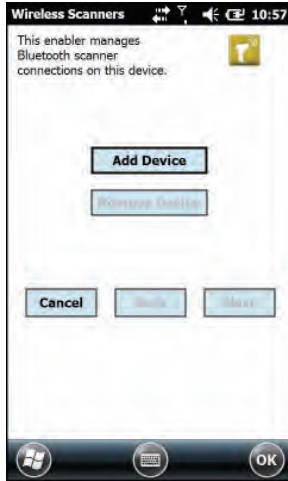 Wireless Scanners 10:57
This enabler manages
Bluetooth scanner
connections on this device.
Add Device
Remove Device
Cancel Back Next
OK